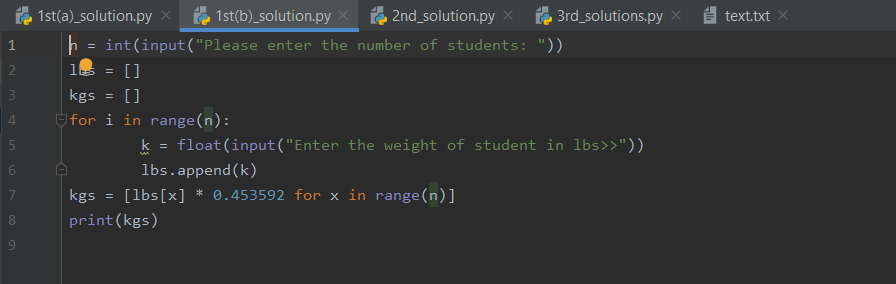 1st(a)_solution.py 1st(b)_solution.py 2nd_solution.py 3rd_solutions.py text.txt
1 n = int(input("Please enter the number of students: "))
2 lbs = []
3 kgs = []
4 for i in range(n):
5 k = float(input("Enter the weight of student in lbs>>"))
6 lbs.append(k)
7 kgs = [lbs[x] * 0.453592 for x in range(n)]
8 print(kgs)
9